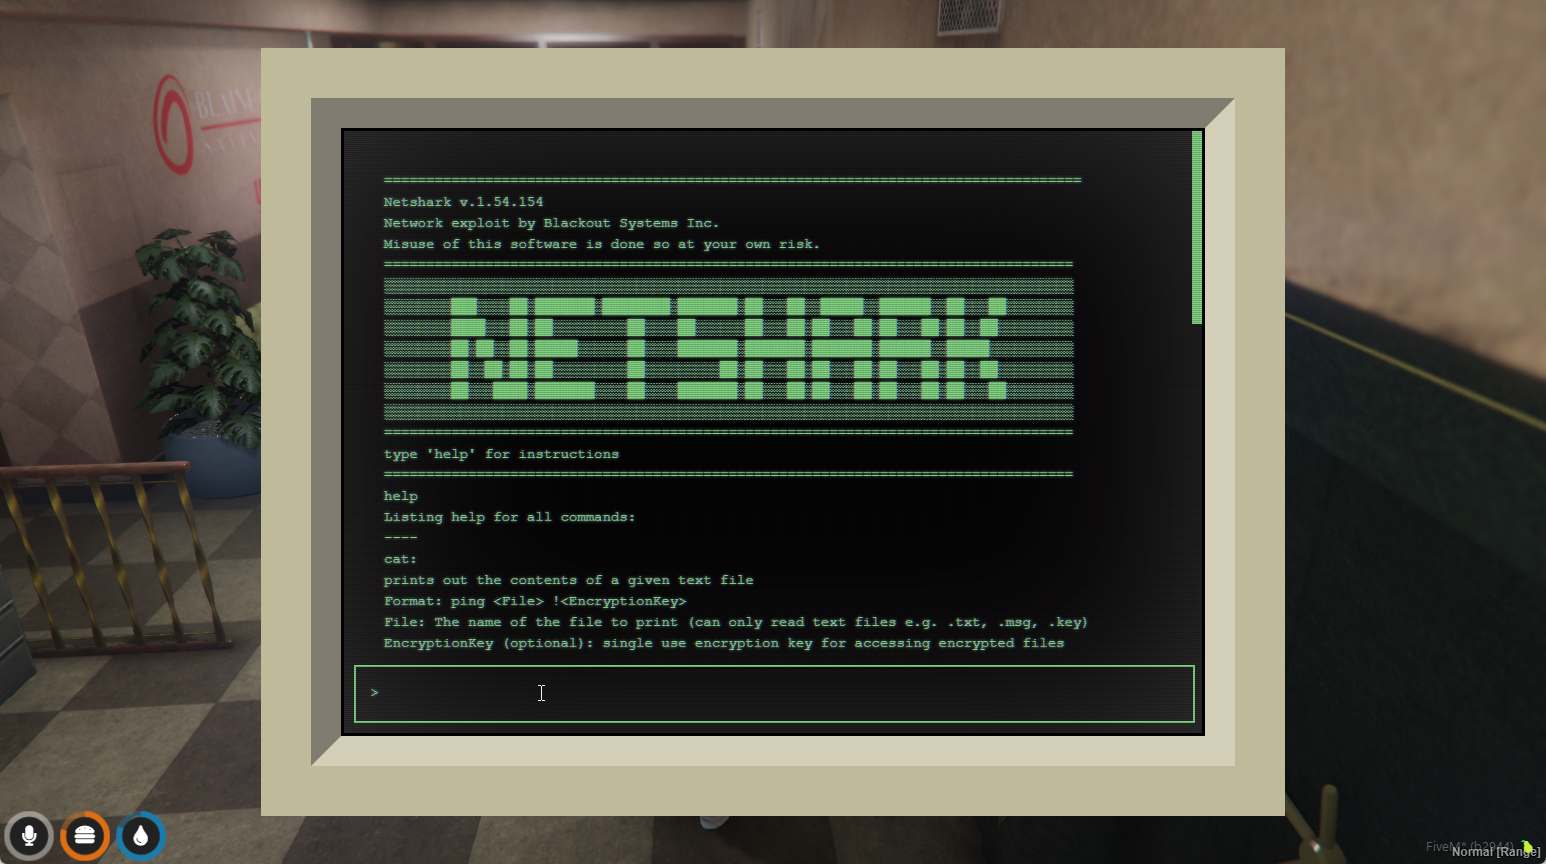 BLAINE
=====================================================================================
Netshark v.1.54.154
Network exploit by Blackout Systems Inc.
Misuse of this software is done so at your own risk.
====================================================================================
NETSHARK
====================================================================================
type 'help' for instructions
====================================================================================
help
Listing help for all commands:
----
cat:
prints out the contents of a given text file
Format: ping <File> !<EncryptionKey>
File: The name of the file to print (can only read text files e.g. .txt, .msg, .key)
EncryptionKey (optional): single use encryption key for accessing encrypted files
>
FiveM*
Normal [Range]